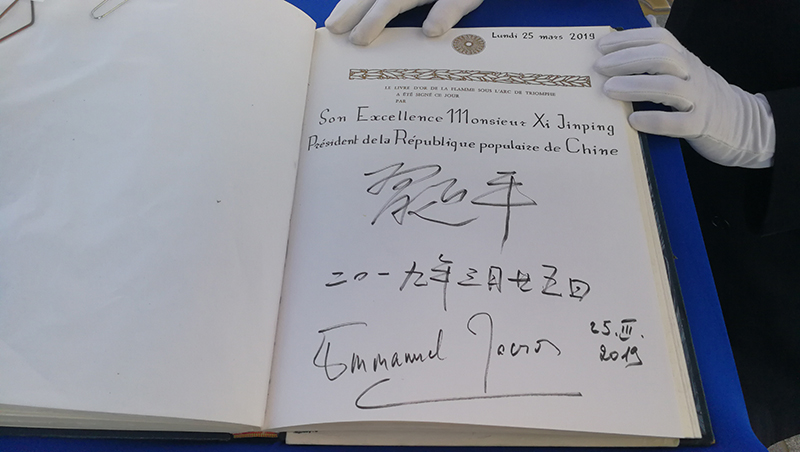 Lundi 25 mars 2019
LE LIVRE D'OR DE LA FLAMME SOUS L'ARC DE TRIOMPHE
A ÉTÉ SIGNÉ CE JOUR
PAR
Son Excellence Monsieur Xi Jinping
Président de la République populaire de Chine
习近平
二〇一九年三月廿五日
Emmanuel Macron
25.III.
2019